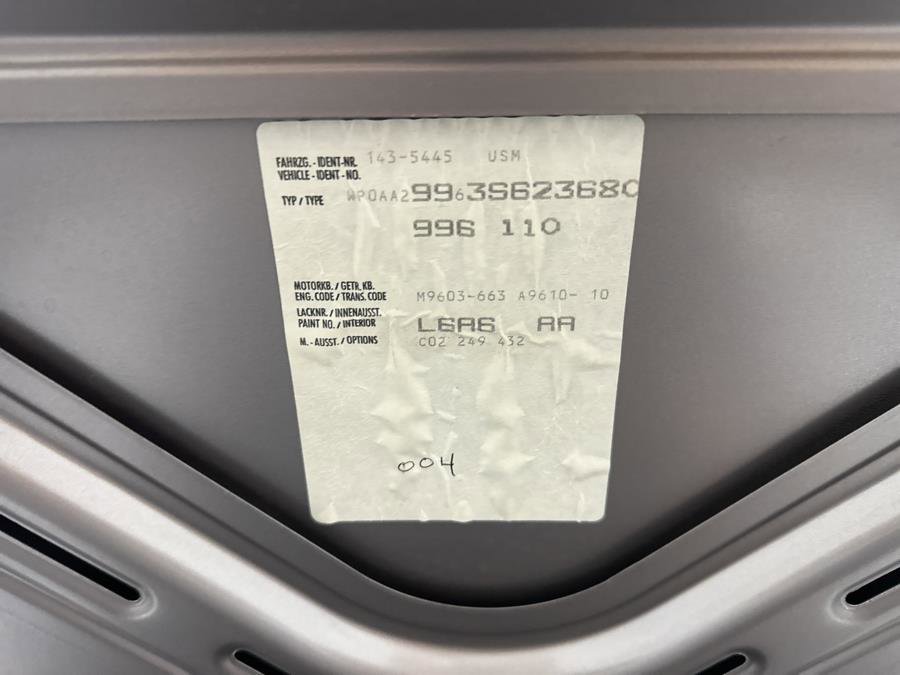 FAHRZG. - IDENT-NR. 143-5445 USM
VEHICLE - IDENT - NO.
TYP / TYPE WP0AA29963S623680
996 110
MOTORKB. / GETR. KB.
ENG. CODE / TRANS. CODE M9603-663 A9610- 10
LACKNR. / INNENAUSST.
PAINT NO. / INTERIOR L6A6 AA
M. - AUSST. / OPTIONS C02 249 432
004